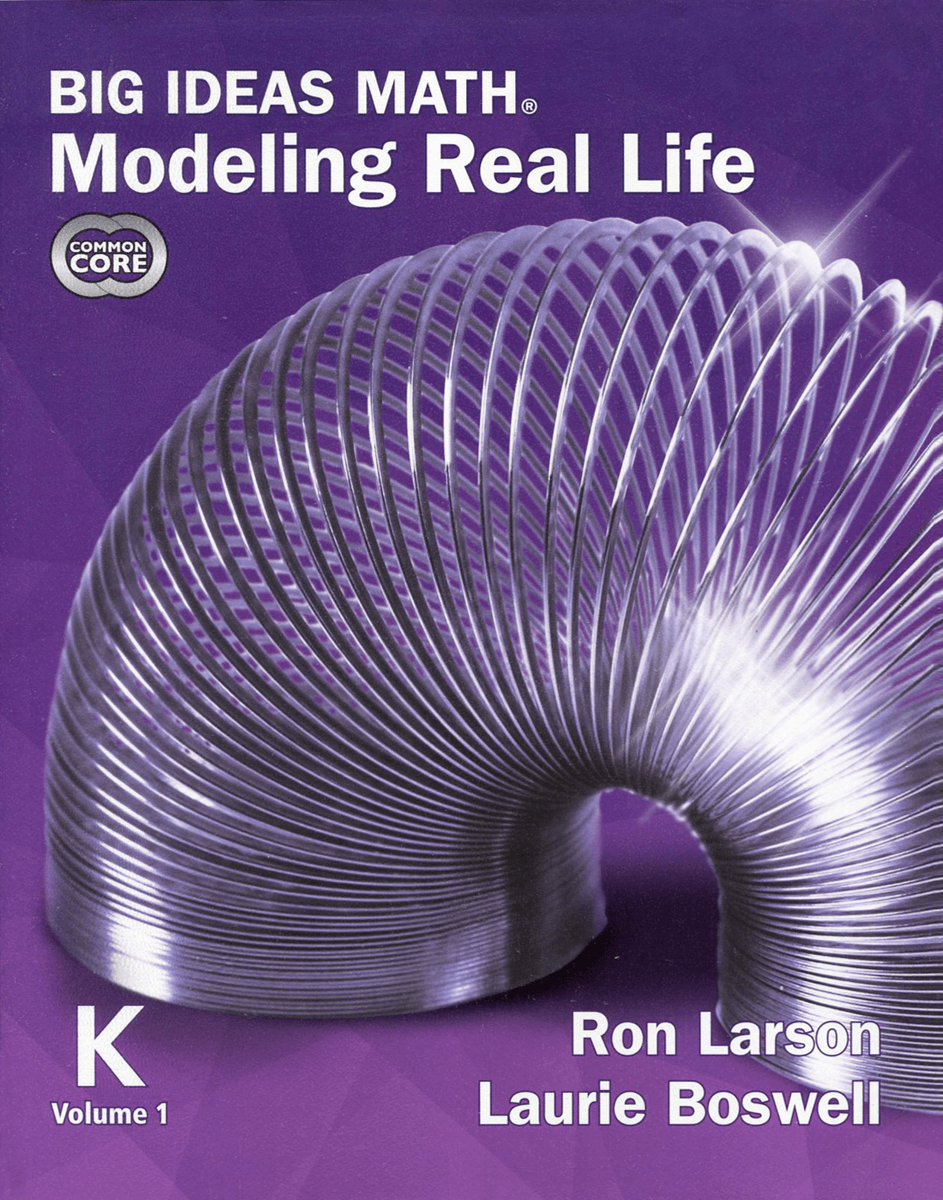 BIG IDEAS MATH®
Modeling Real Life
COMMON
CORE
K
Volume 1
Ron Larson
Laurie Boswell